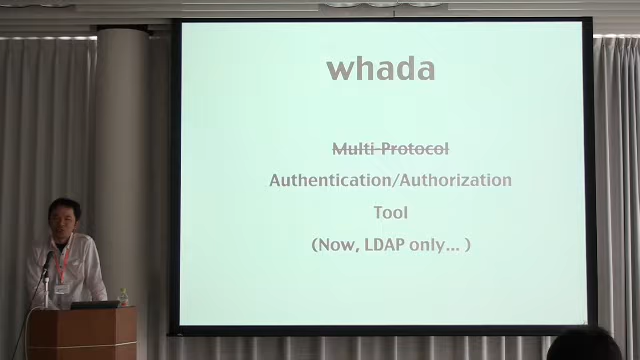 whada
Multi-Protocol
Authentication/Authorization
Tool
(Now, LDAP only... )